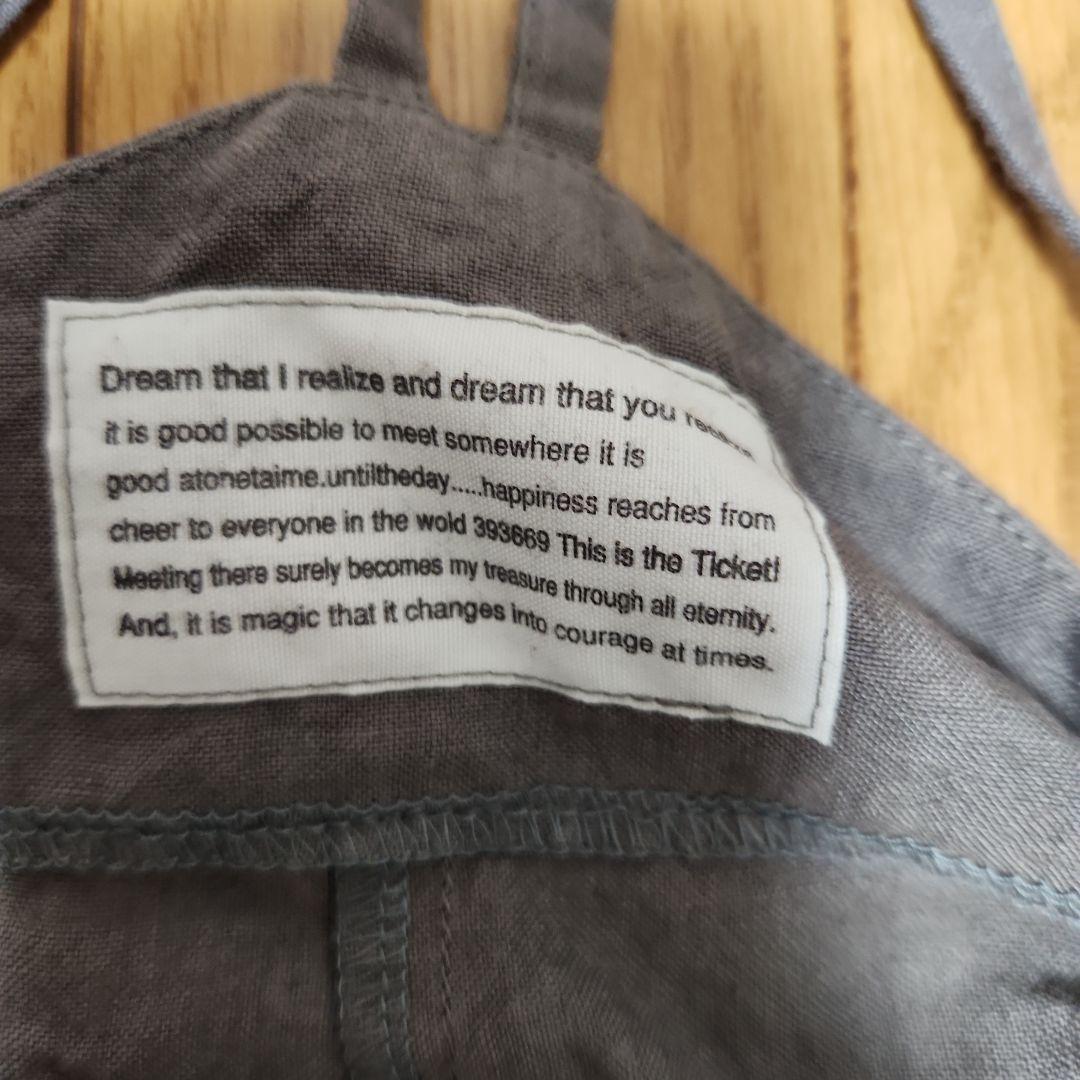 Dream that I realize and dream that you
it is good possible to meet somewhere it is
good atonetaime.untiltheday.....happiness reaches from
cheer to everyone in the wold 393669 This is the Ticket!
Meeting there surely becomes my treasure through all eternity.
And, it is magic that it changes into courage at times.